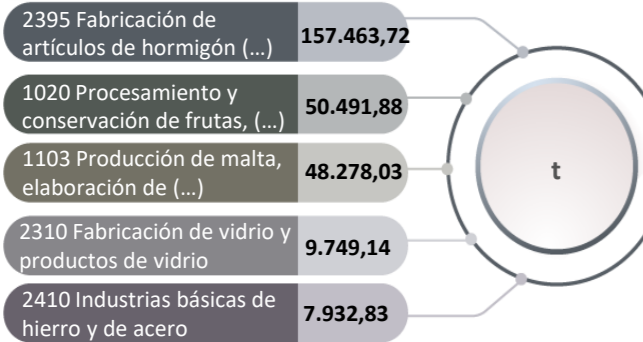 2395 Fabricación de
artículos de hormigón (...)
157.463,72
1020 Procesamiento y
conservación de frutas, (...)
50.491,88
1103 Producción de malta,
elaboración de (...)
48.278,03
2310 Fabricación de vidrio y
productos de vidrio
9.749,14
2410 Industrias básicas de
hierro y de acero
7.932,83
t